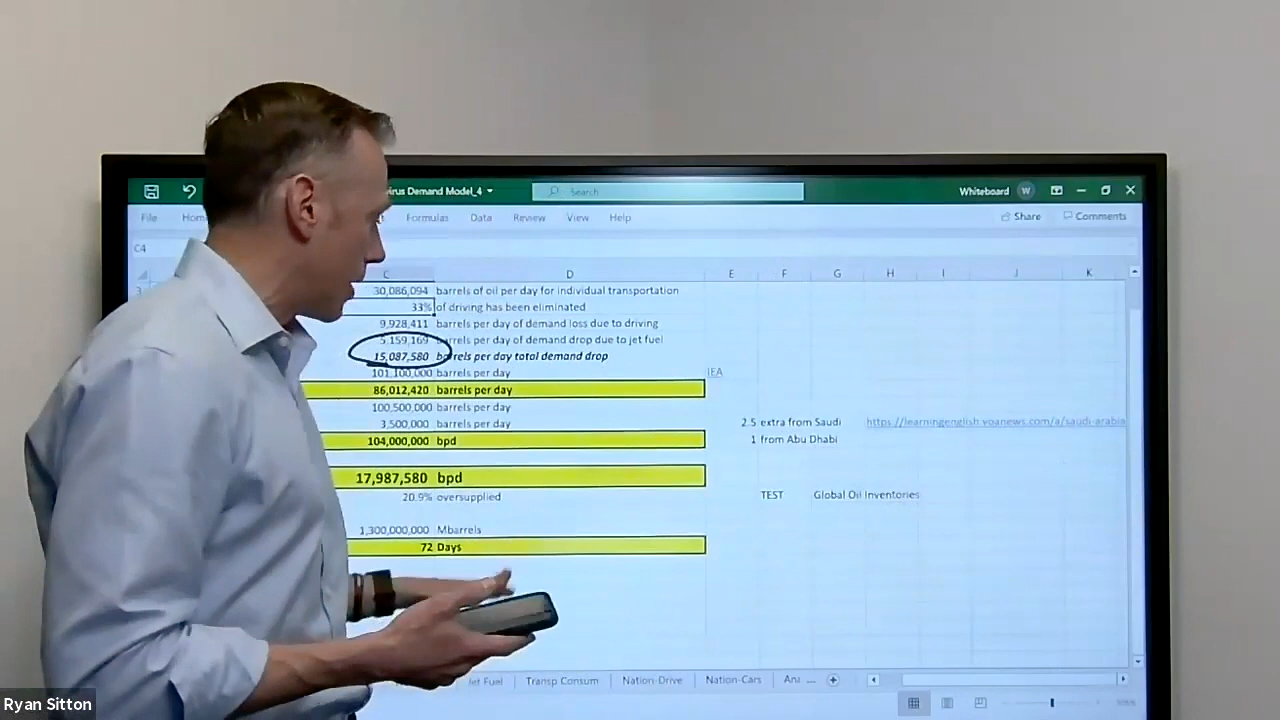 virus Demand Model_4
Search
Whiteboard W
File Hom Formulas Data Review View Help Share Comments
C4
C D E F G H I J K
3 30,086,094 barrels of oil per day for individual transportation
33% of driving has been eliminated
9,928,411 barrels per day of demand loss due to driving
5,159,169 barrels per day of demand drop due to jet fuel
15,087,580 barrels per day total demand drop
101,100,000 barrels per day IEA
86,012,420 barrels per day
100,500,000 barrels per day
2.5 extra from Saudi https://learningenglish.voanews.com/a/saudi-arabia
3,500,000 barrels per day
104,000,000 bpd 1 from Abu Dhabi
17,987,580 bpd
20.9% oversupplied TEST Global Oil Inventories
1,300,000,000 Mbarrels
72 Days
Jet Fuel Transp Consum Nation-Drive Nation-Cars
Ryan Sitton